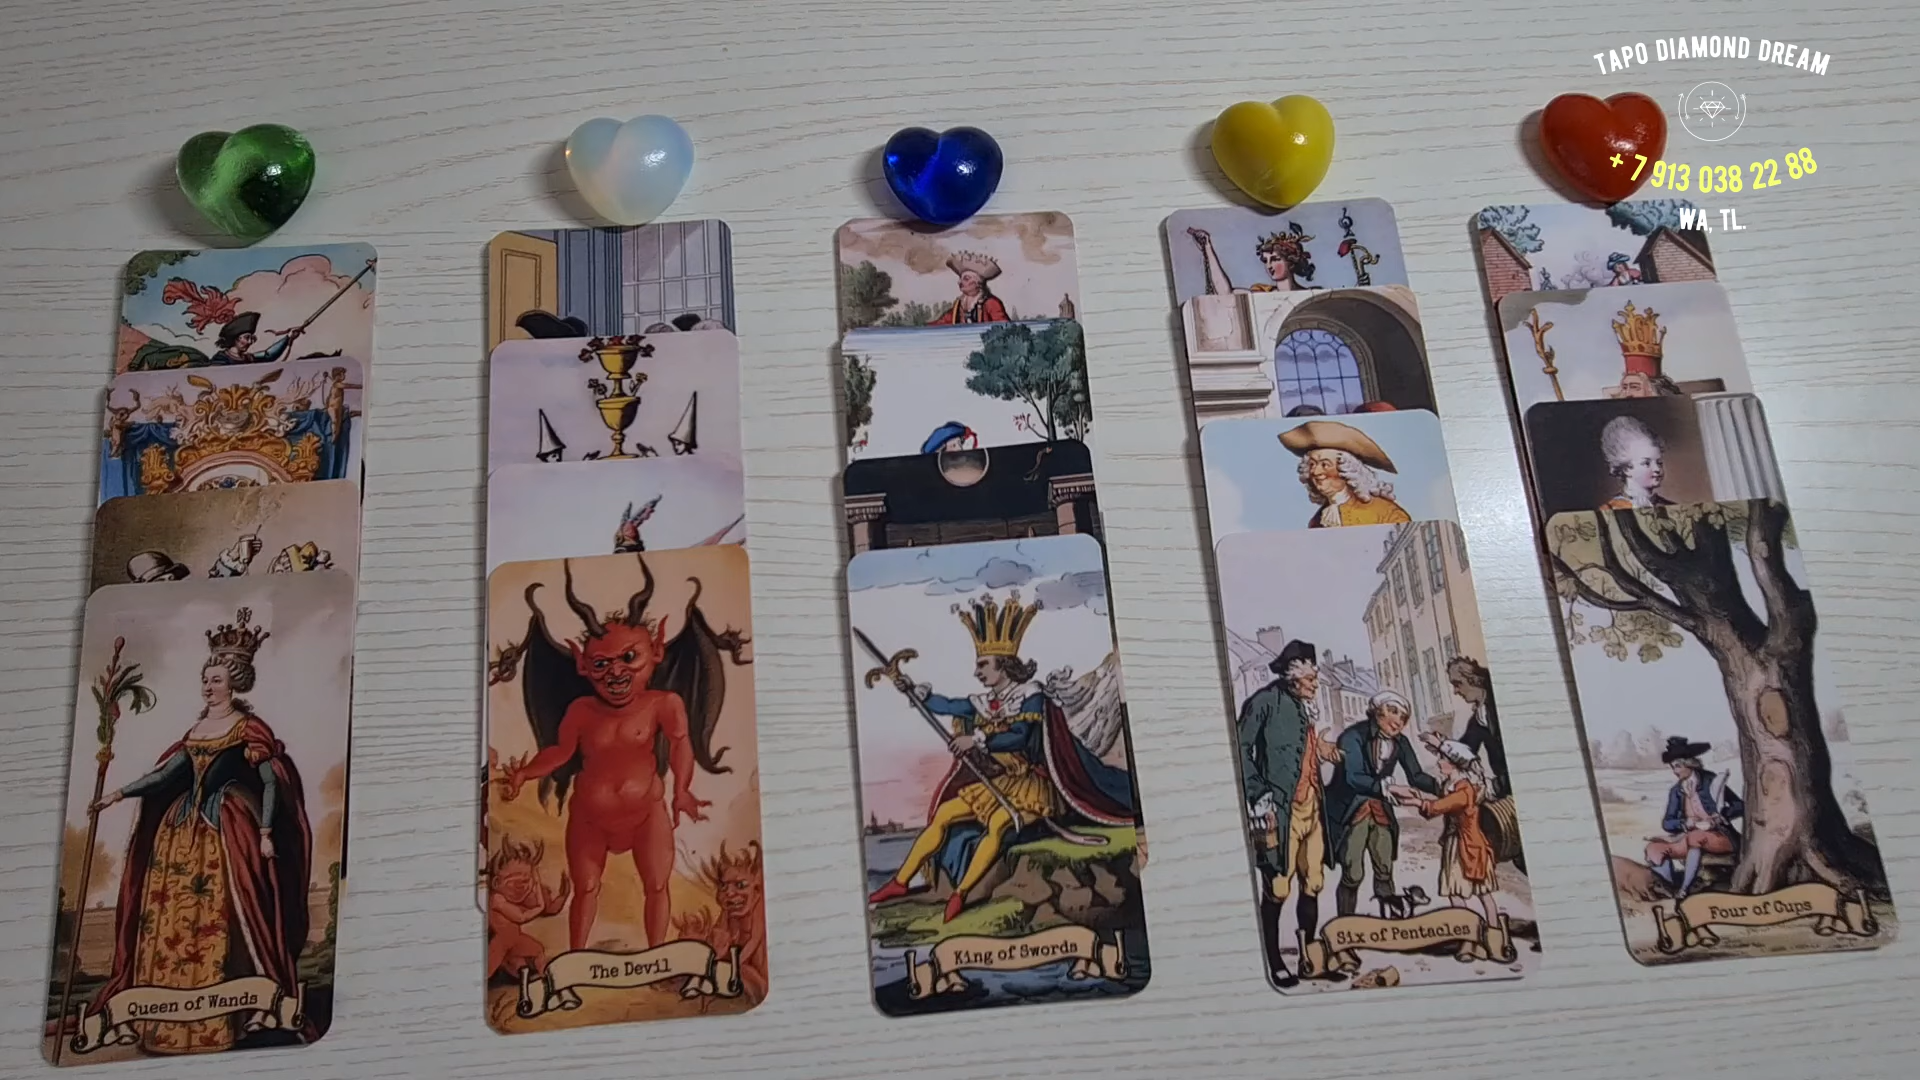 TAPO DIAMOND DREAM
+ 7 913 038 22 88
WA, TL.
Queen of Wands
The Devil
King of Swords
Six of Pentacles
Four of Cups